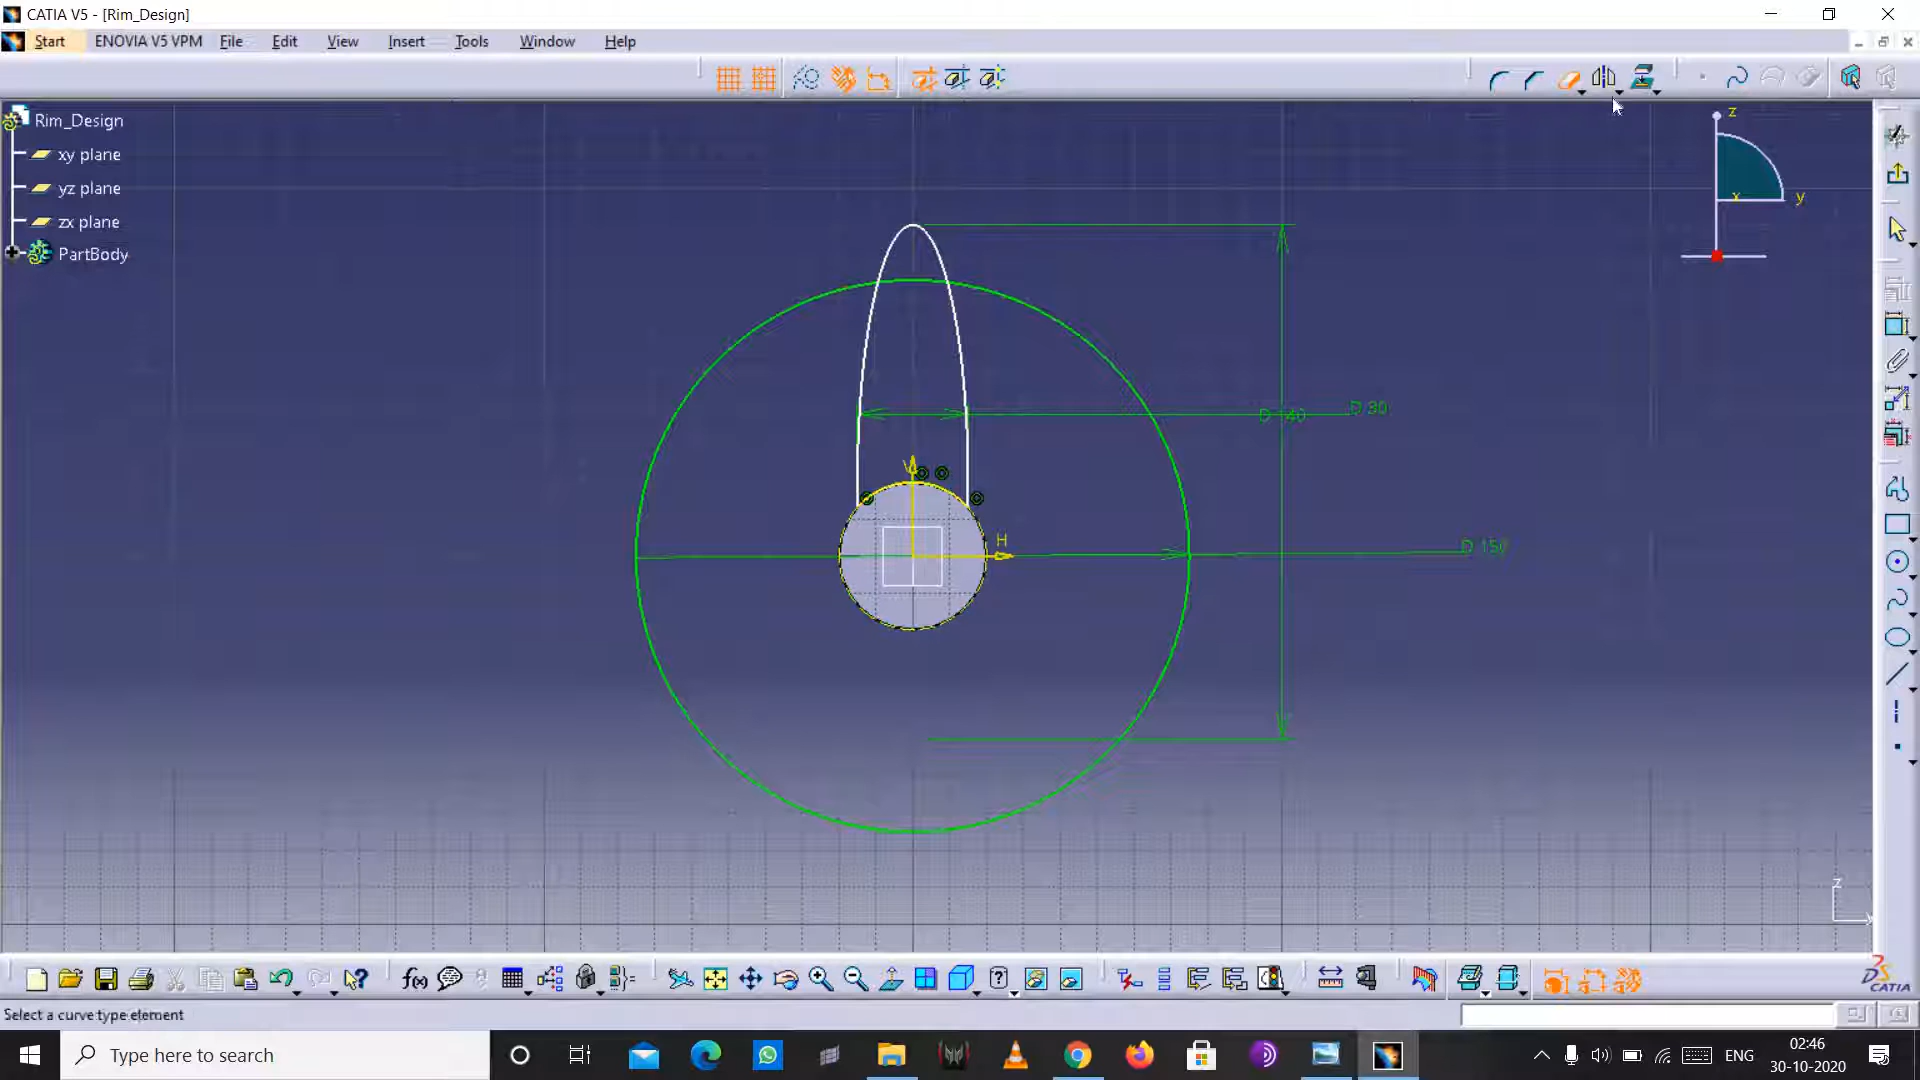 CATIA V5 - [Rim_Design]
Start ENOVIA V5 VPM File Edit View Insert Tools Window Help
Rim_Design
xy plane
yz plane
zx plane
PartBody
z
x
y
D 140
D 30
V
H
D 150
z
f(x)
CATIA
Select a curve type element
Type here to search
ENG
02:46
30-10-2020